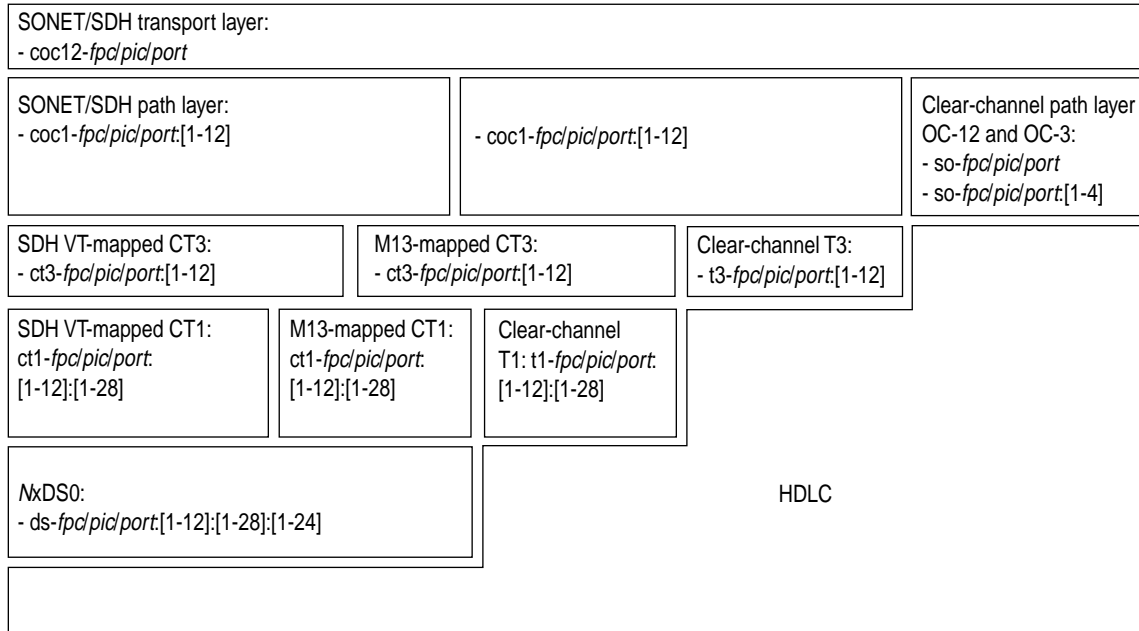 SONET/SDH transport layer:
- coc12-fpc/pic/port
SONET/SDH path layer:
- coc1-fpc/pic/port:[1-12]
- coc1-fpc/pic/port:[1-12]
Clear-channel path layer
OC-12 and OC-3:
- so-fpc/pic/port
- so-fpc/pic/port:[1-4]
SDH VT-mapped CT3:
- ct3-fpc/pic/port:[1-12]
M13-mapped CT3:
- ct3-fpc/pic/port:[1-12]
Clear-channel T3:
- t3-fpc/pic/port:[1-12]
SDH VT-mapped CT1:
ct1-fpc/pic/port:
[1-12]:[1-28]
M13-mapped CT1:
ct1-fpc/pic/port:
[1-12]:[1-28]
Clear-channel
T1: t1-fpc/pic/port:
[1-12]:[1-28]
NxDS0:
- ds-fpc/pic/port:[1-12]:[1-28]:[1-24]
HDLC